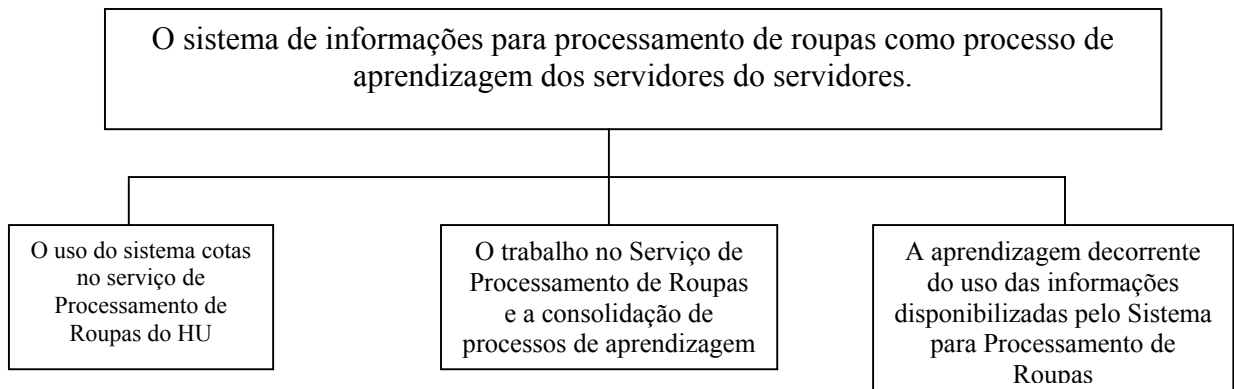 O sistema de informações para processamento de roupas como processo de
aprendizagem dos servidores do servidores.
O uso do sistema cotas
no serviço de
Processamento de
Roupas do HU
O trabalho no Serviço de
Processamento de Roupas
e a consolidação de
processos de aprendizagem
A aprendizagem decorrente
do uso das informações
disponibilizadas pelo Sistema
para Processamento de
Roupas